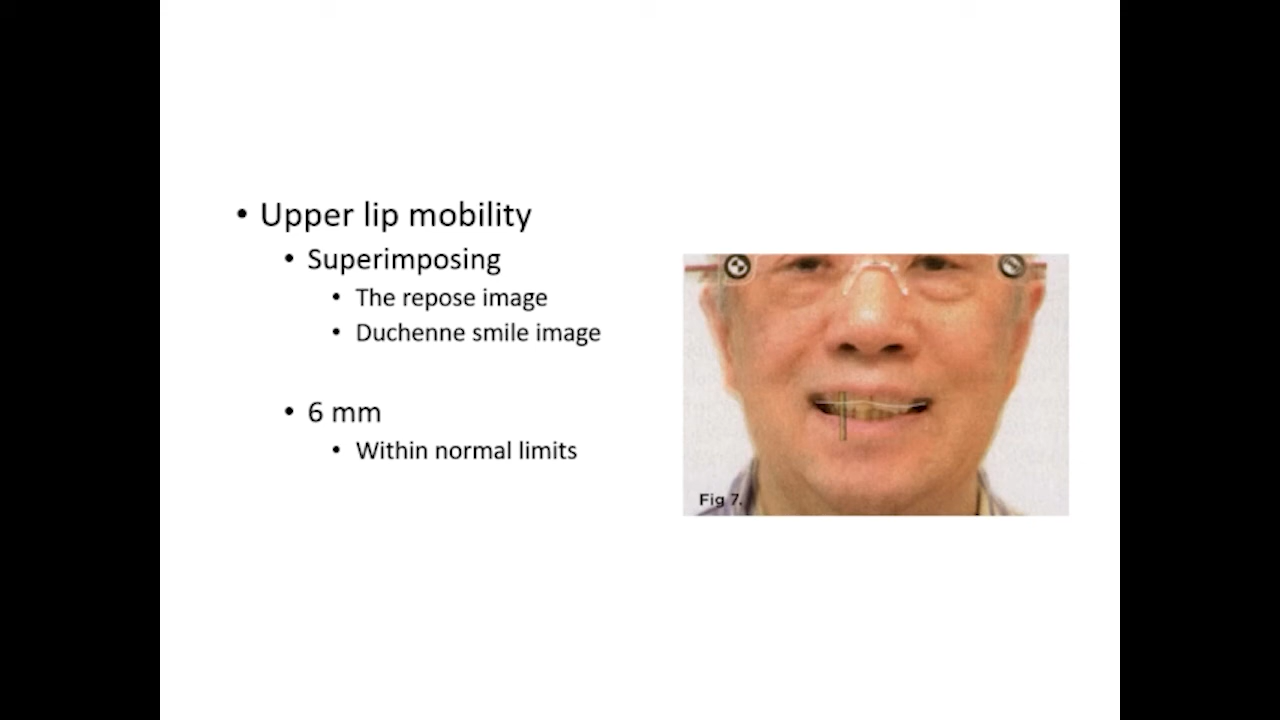 • Upper lip mobility
• Superimposing
• The repose image
• Duchenne smile image
• 6 mm
• Within normal limits
Fig 7.